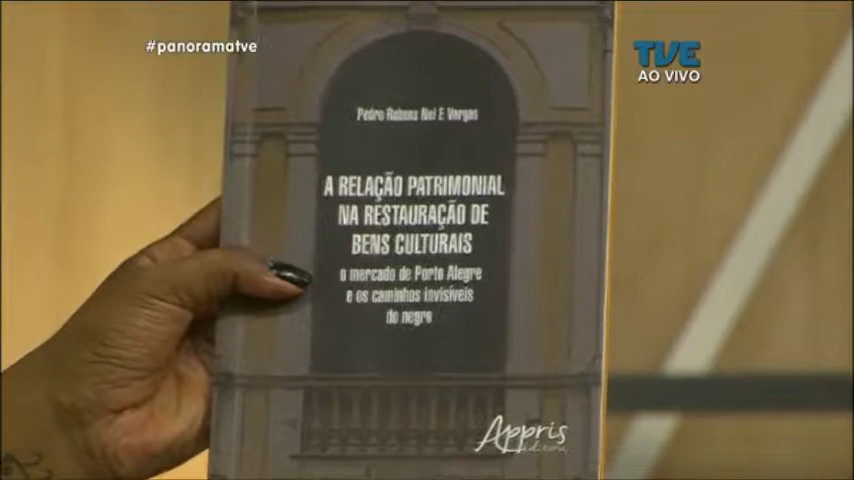 #panoramatve
TVE
AO VIVO
Pedro Rubens Nei F Vargas
A RELAÇÃO PATRIMONIAL
NA RESTAURAÇÃO DE
BENS CULTURAIS
o mercado de Porto Alegre
e os caminhos invisíveis
do negro
Appris
editora